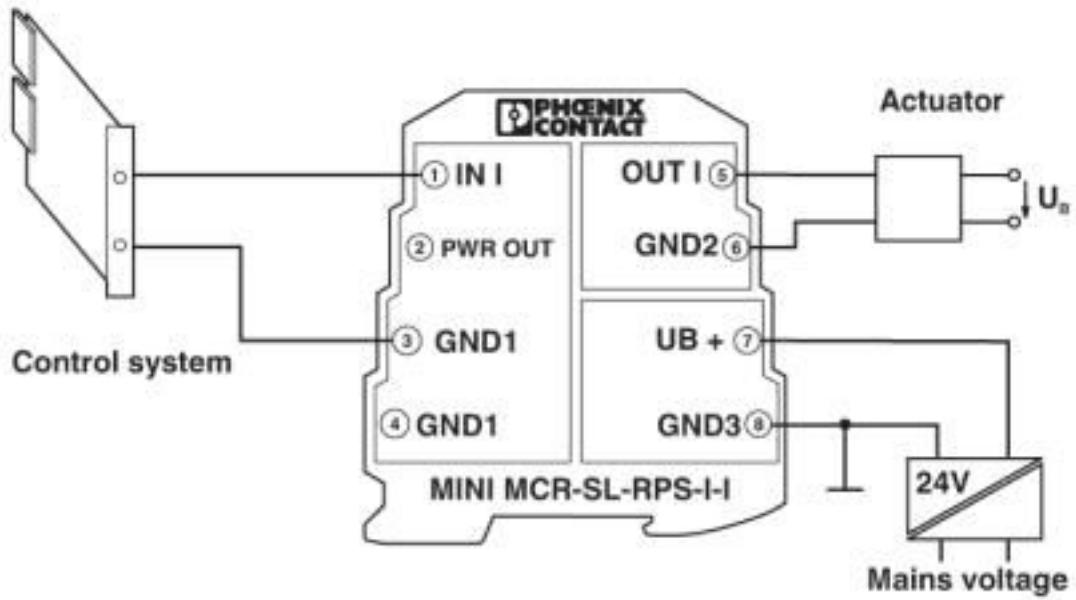 PHŒNIX
CONTACT
Actuator
1 IN I
OUT I 5
2 PWR OUT
GND2 6
3 GND1
UB + 7
4 GND1
GND3 8
Control system
24V
MINI MCR-SL-RPS-I-I
Mains voltage